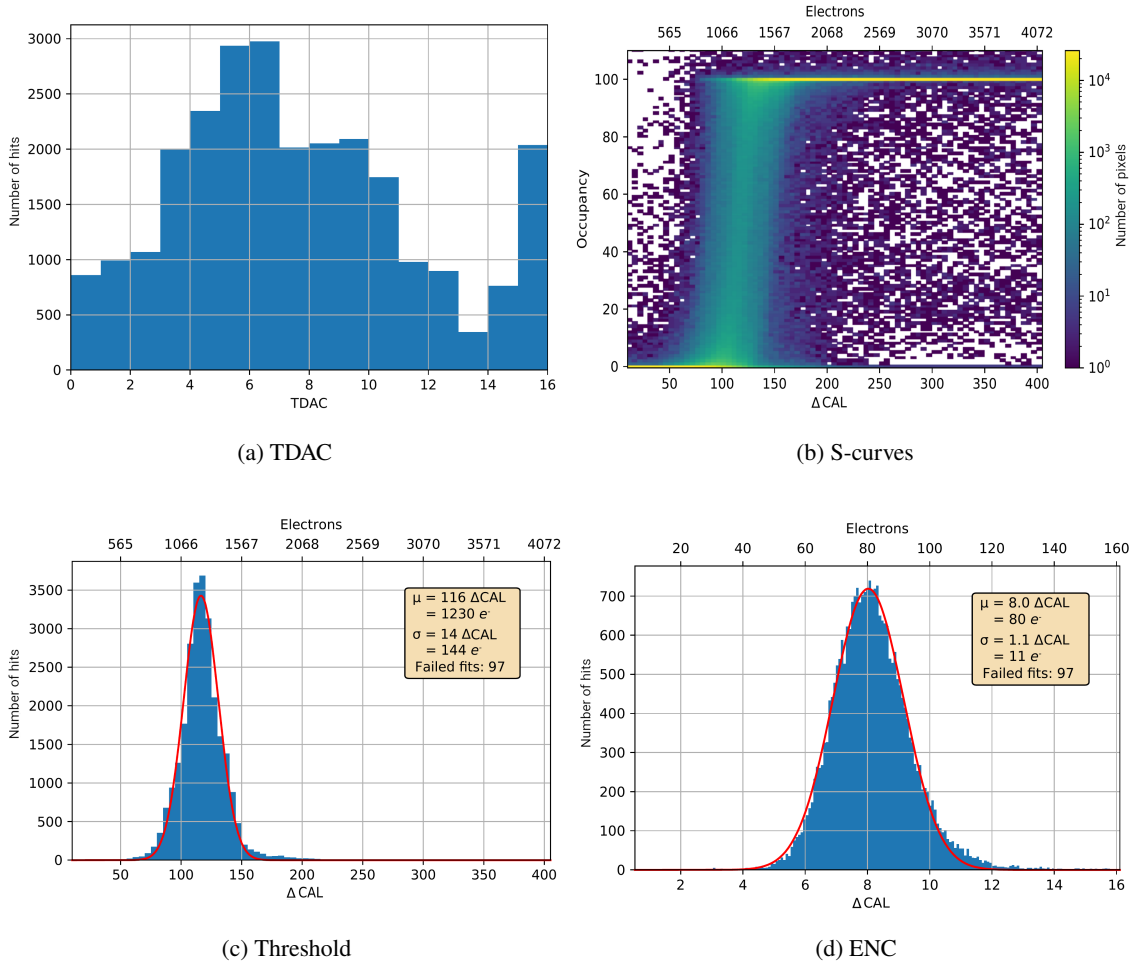 3000
2500
2000
1500
1000
500
0
Number of hits
0 2 4 6 8 10 12 14 16
TDAC
(a) TDAC
Electrons
565 1066 1567 2068 2569 3070 3571 4072
100
80
60
40
20
0
Occupancy
50 100 150 200 250 300 350 400
Δ CAL
10⁴
10³
10²
10¹
10⁰
Number of pixels
(b) S-curves
Electrons
565 1066 1567 2068 2569 3070 3571 4072
3500
3000
2500
2000
1500
1000
500
0
Number of hits
μ = 116 ΔCAL
= 1230 e⁻
σ = 14 ΔCAL
= 144 e⁻
Failed fits: 97
50 100 150 200 250 300 350 400
Δ CAL
(c) Threshold
Electrons
20 40 60 80 100 120 140 160
700
600
500
400
300
200
100
0
Number of hits
μ = 8.0 ΔCAL
= 80 e⁻
σ = 1.1 ΔCAL
= 11 e⁻
Failed fits: 97
2 4 6 8 10 12 14 16
Δ CAL
(d) ENC